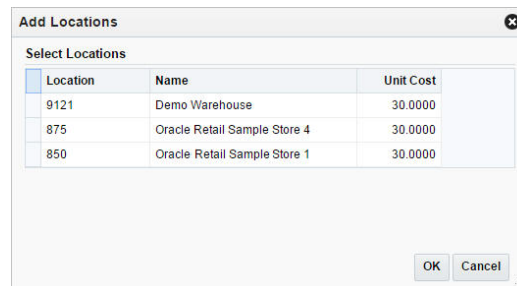 Add Locations
Select Locations
Location Name Unit Cost
9121 Demo Warehouse 30.0000
875 Oracle Retail Sample Store 4 30.0000
850 Oracle Retail Sample Store 1 30.0000
OK Cancel